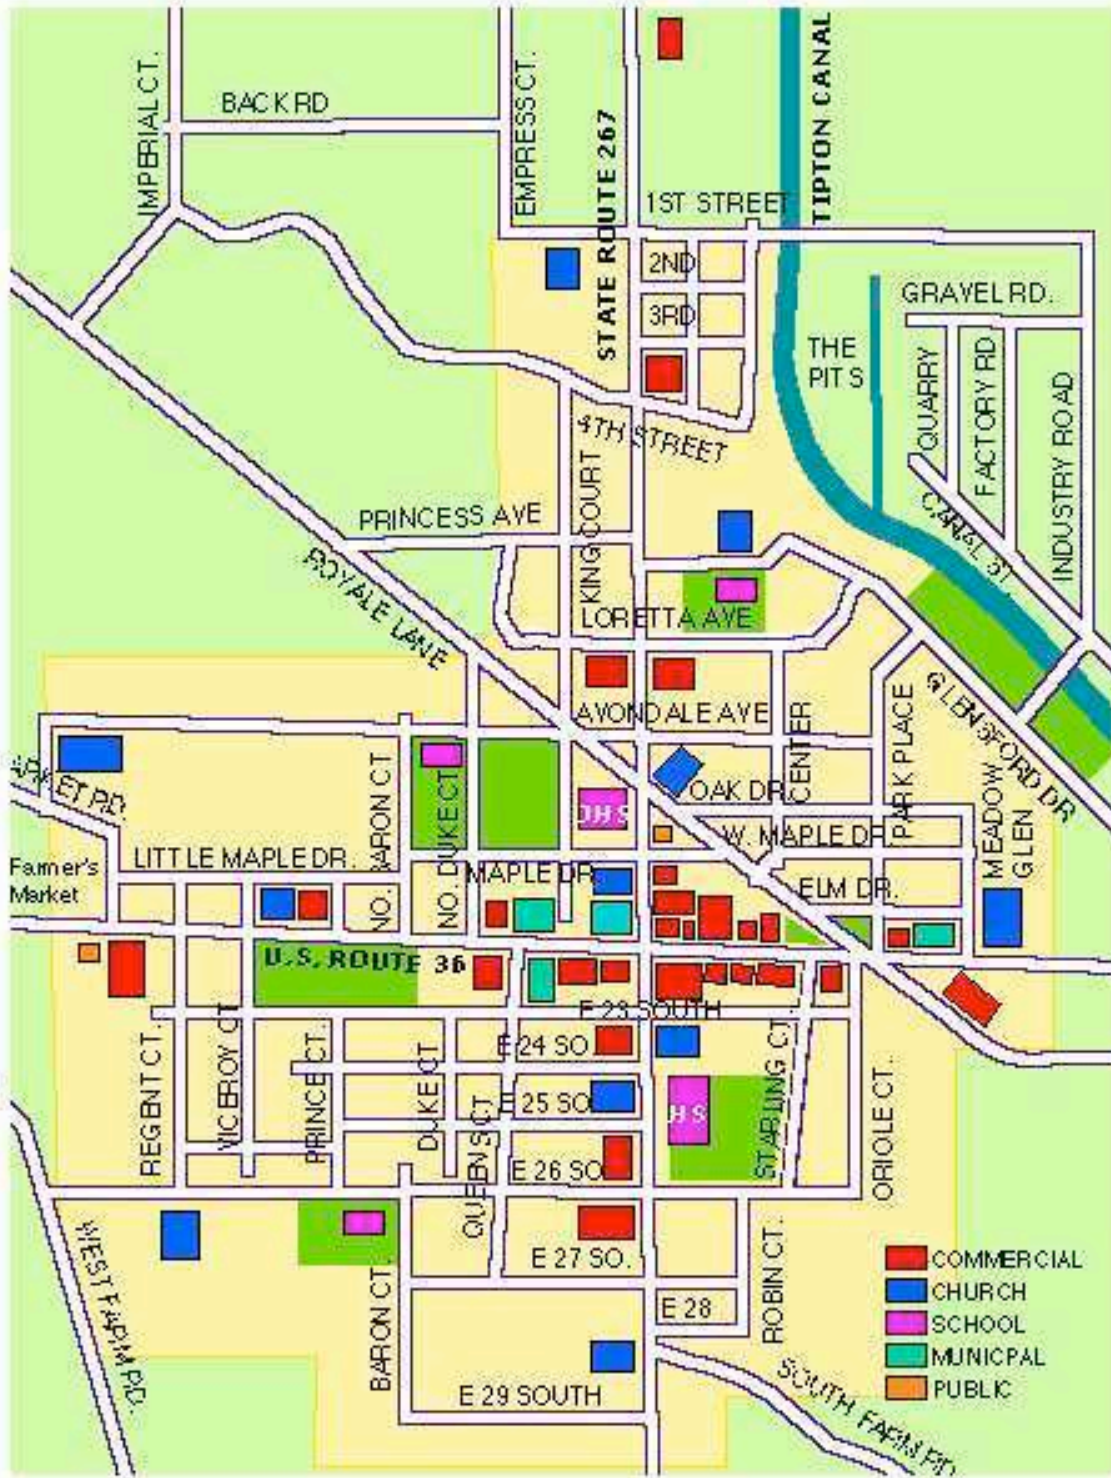 IMPERIAL CT.
BACK RD
EMPRESS CT.
STATE ROUTE 267
TIPTON CANAL
1ST STREET
2ND
3RD
GRAVEL RD.
THE
PITS
QUARRY
FACTORY RD
INDUSTRY ROAD
4TH STREET
KING COURT
PRINCESS AVE
CANAL ST
ROYALE LANE
LORETTA AVE
AVONDALE AVE
CENTER
PARK PLACE
GLENSFORD DR
ARKET RD.
NO. BARON CT
NO. DUKE CT.
JHS
OAK DR.
W. MAPLE DR.
MEADOW
GLEN
Farmer's
Market
LITTLE MAPLE DR.
MAPLE DR
ELM DR.
U.S. ROUTE 36
E 23 SOUTH
REGENT CT.
VICEROY CT
PRINCE CT.
DUKE CT.
QUEENS CT.
E 24 SO.
E 25 SO
HS
STARLING CT.
ORIOLE CT.
E 26 SO
WEST FARM RD.
BARON CT.
E 27 SO.
E 28
ROBIN CT.
E 29 SOUTH
SOUTH FARM RD
COMMERCIAL
CHURCH
SCHOOL
MUNICPAL
PUBLIC